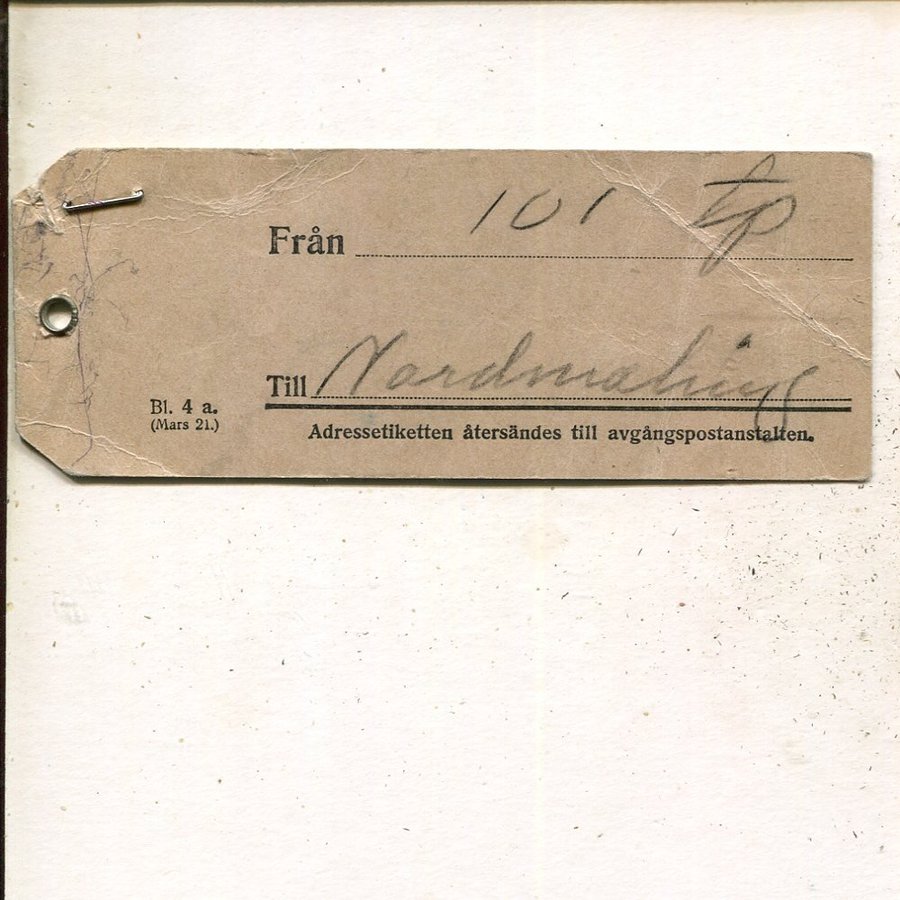 Från 101 tp
Till Nordmaling
Bl. 4 a.
(Mars 21.)
Adressetiketten återsändes till avgångspostanstalten.